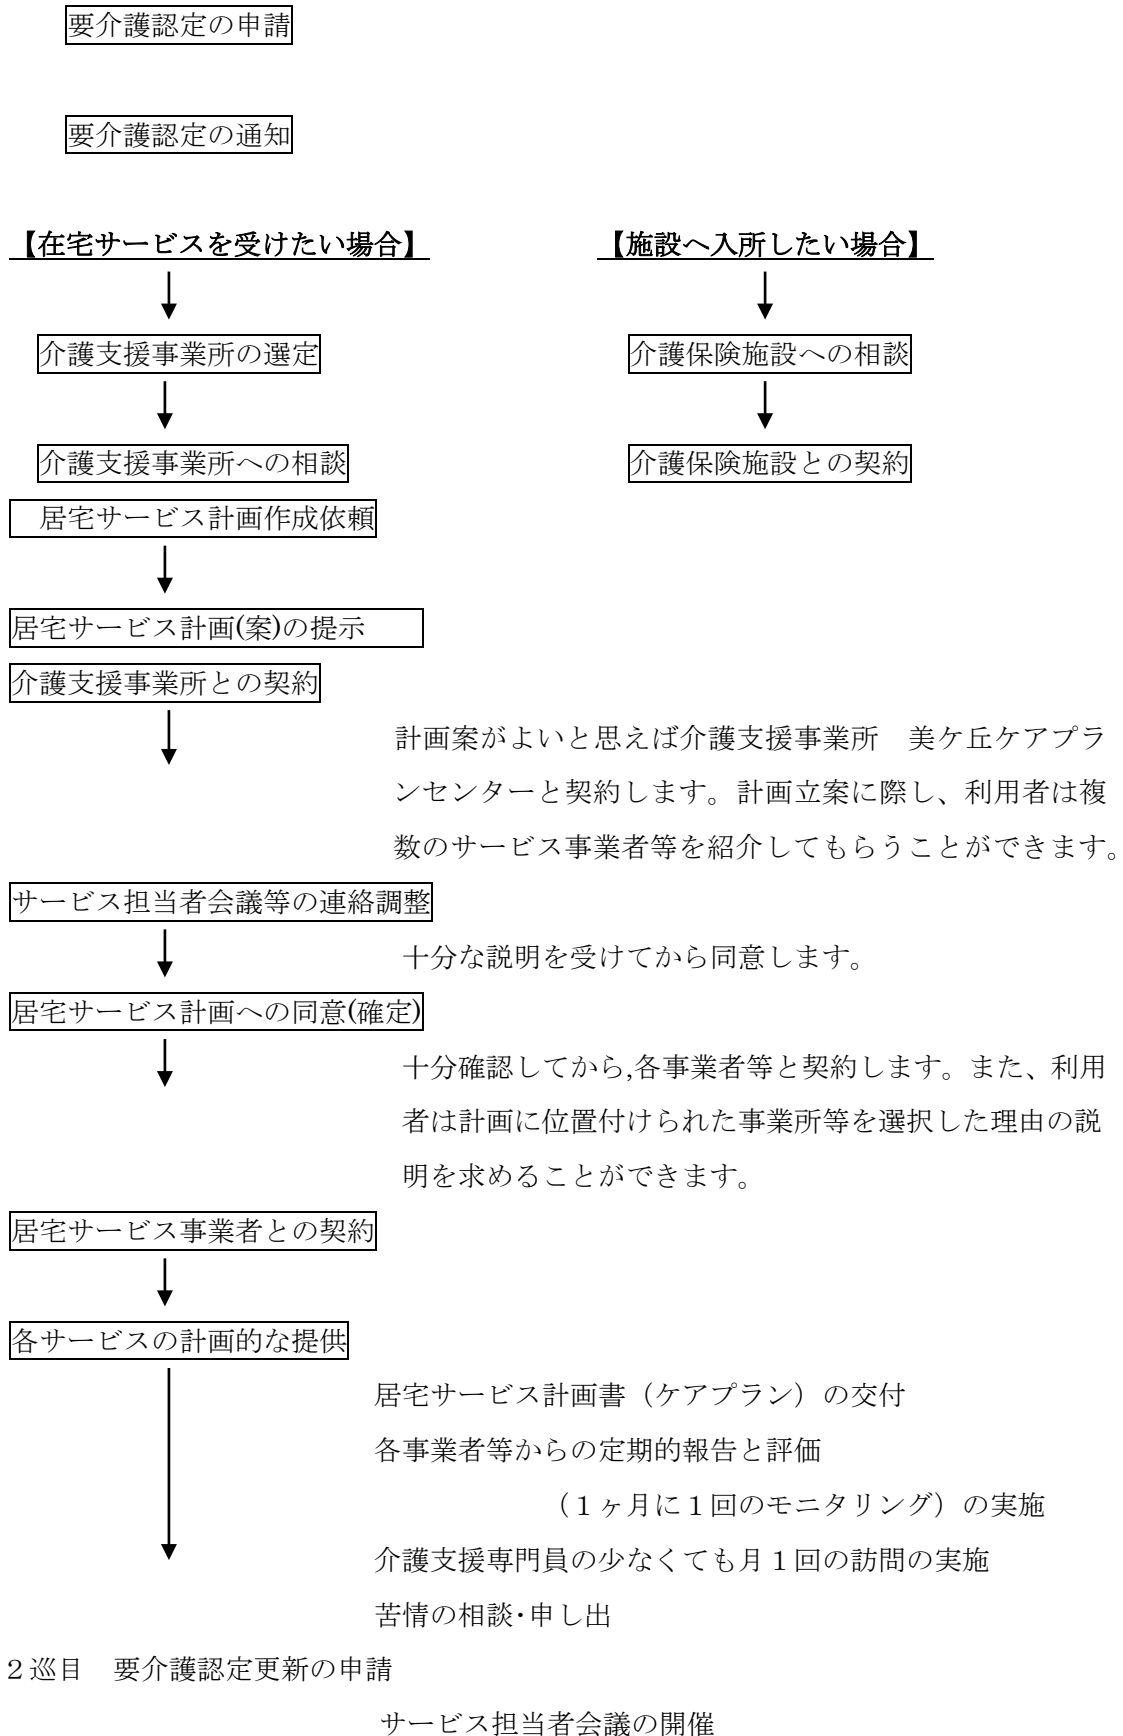 要介護認定の申請
要介護認定の通知
【在宅サービスを受けたい場合】　【施設へ入所したい場合】
介護支援事業所の選定　介護保険施設への相談
介護支援事業所への相談　介護保険施設との契約
居宅サービス計画作成依頼
居宅サービス計画(案)の提示
介護支援事業所との契約
計画案がよいと思えば介護支援事業所　美ケ丘ケアプラ
ンセンターと契約します。計画立案に際し、利用者は複
数のサービス事業者等を紹介してもらうことができます。
サービス担当者会議等の連絡調整
十分な説明を受けてから同意します。
居宅サービス計画への同意(確定)
十分確認してから,各事業者等と契約します。また、利用
者は計画に位置付けられた事業所等を選択した理由の説
明を求めることができます。
居宅サービス事業者との契約
各サービスの計画的な提供
居宅サービス計画書（ケアプラン）の交付
各事業者等からの定期的報告と評価
（１ヶ月に１回のモニタリング）の実施
介護支援専門員の少なくても月１回の訪問の実施
苦情の相談・申し出
２巡目　要介護認定更新の申請
サービス担当者会議の開催